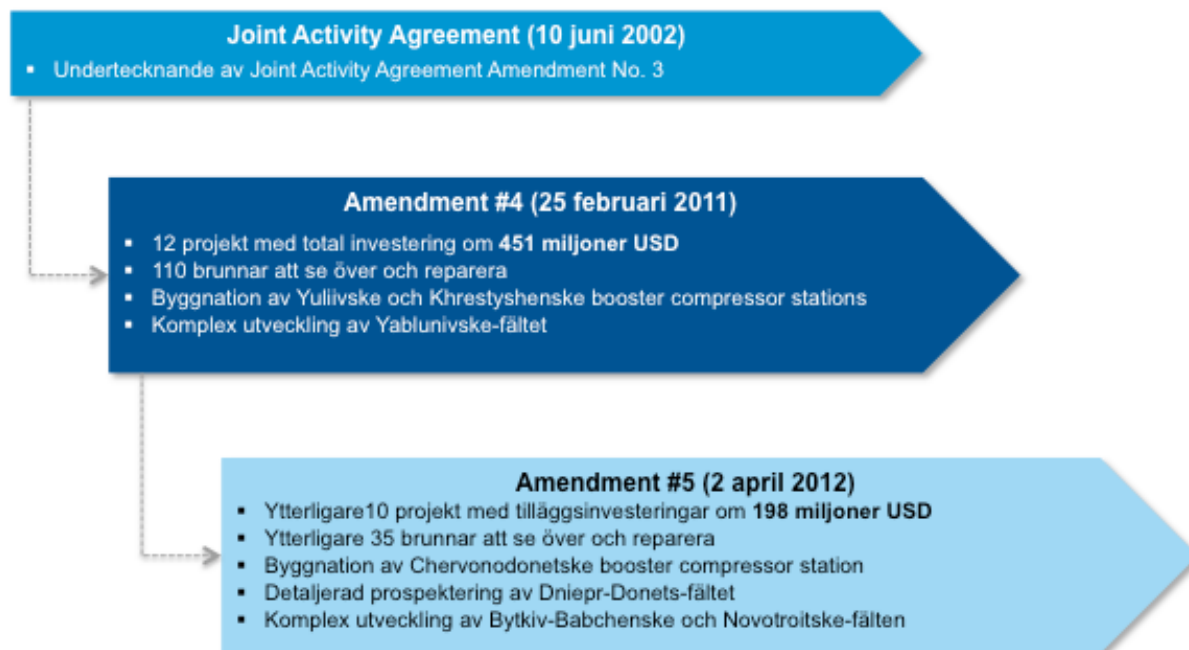 Joint Activity Agreement (10 juni 2002)
▪ Undertecknande av Joint Activity Agreement Amendment No. 3
Amendment #4 (25 februari 2011)
▪ 12 projekt med total investering om 451 miljoner USD
▪ 110 brunnar att se över och reparera
▪ Byggnation av Yuliivske och Khrestyshenske booster compressor stations
▪ Komplex utveckling av Yablunivske-fältet
Amendment #5 (2 april 2012)
▪ Ytterligare10 projekt med tilläggsinvesteringar om 198 miljoner USD
▪ Ytterligare 35 brunnar att se över och reparera
▪ Byggnation av Chervonodonetske booster compressor station
▪ Detaljerad prospektering av Dniepr-Donets-fältet
▪ Komplex utveckling av Bytkiv-Babchenske och Novotroitske-fälten